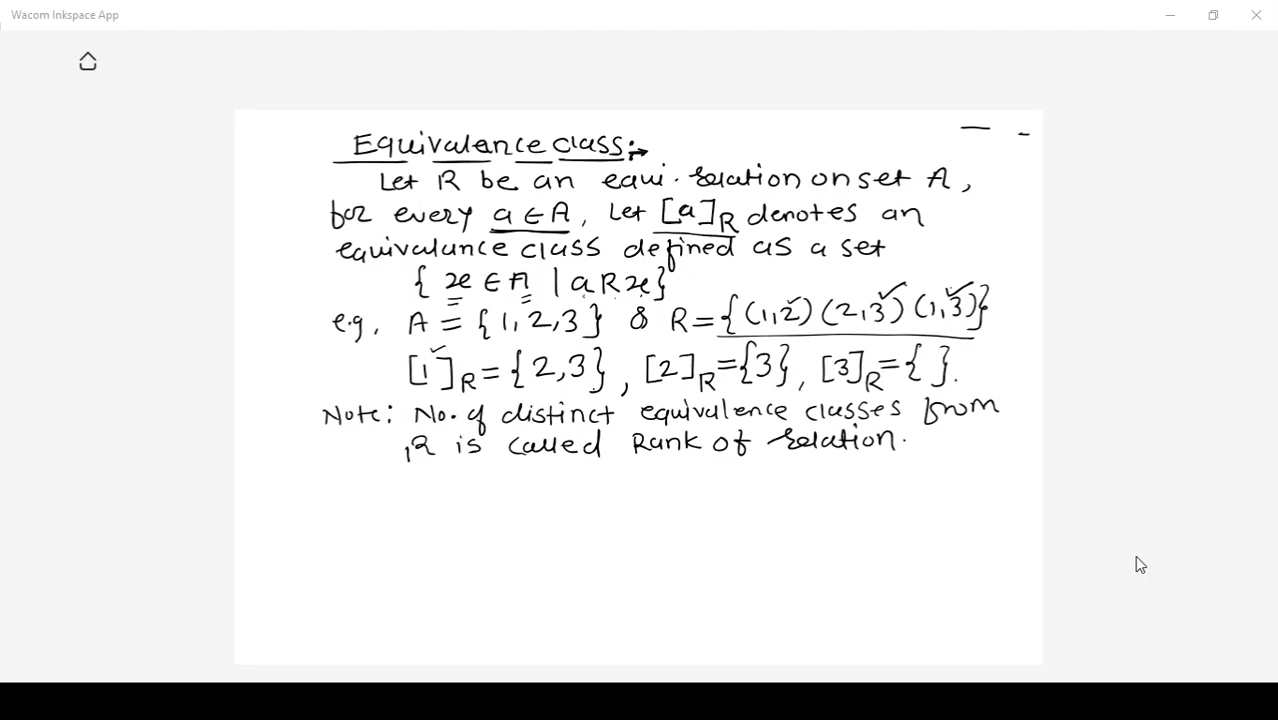 Wacom Inkspace App
Equivalence class:→
Let R be an equi. relation on set A,
for every a ∈ A, Let [a]R denotes an
equivalance class defined as a set
{ x ∈ A | a R x}
e.g. A = {1,2,3} & R = {(1,2) (2,3) (1,3)}
[1]R = {2,3}, [2]R = {3}, [3]R = { }.
Note: No. of distinct equivalence classes from
R is called Rank of relation.